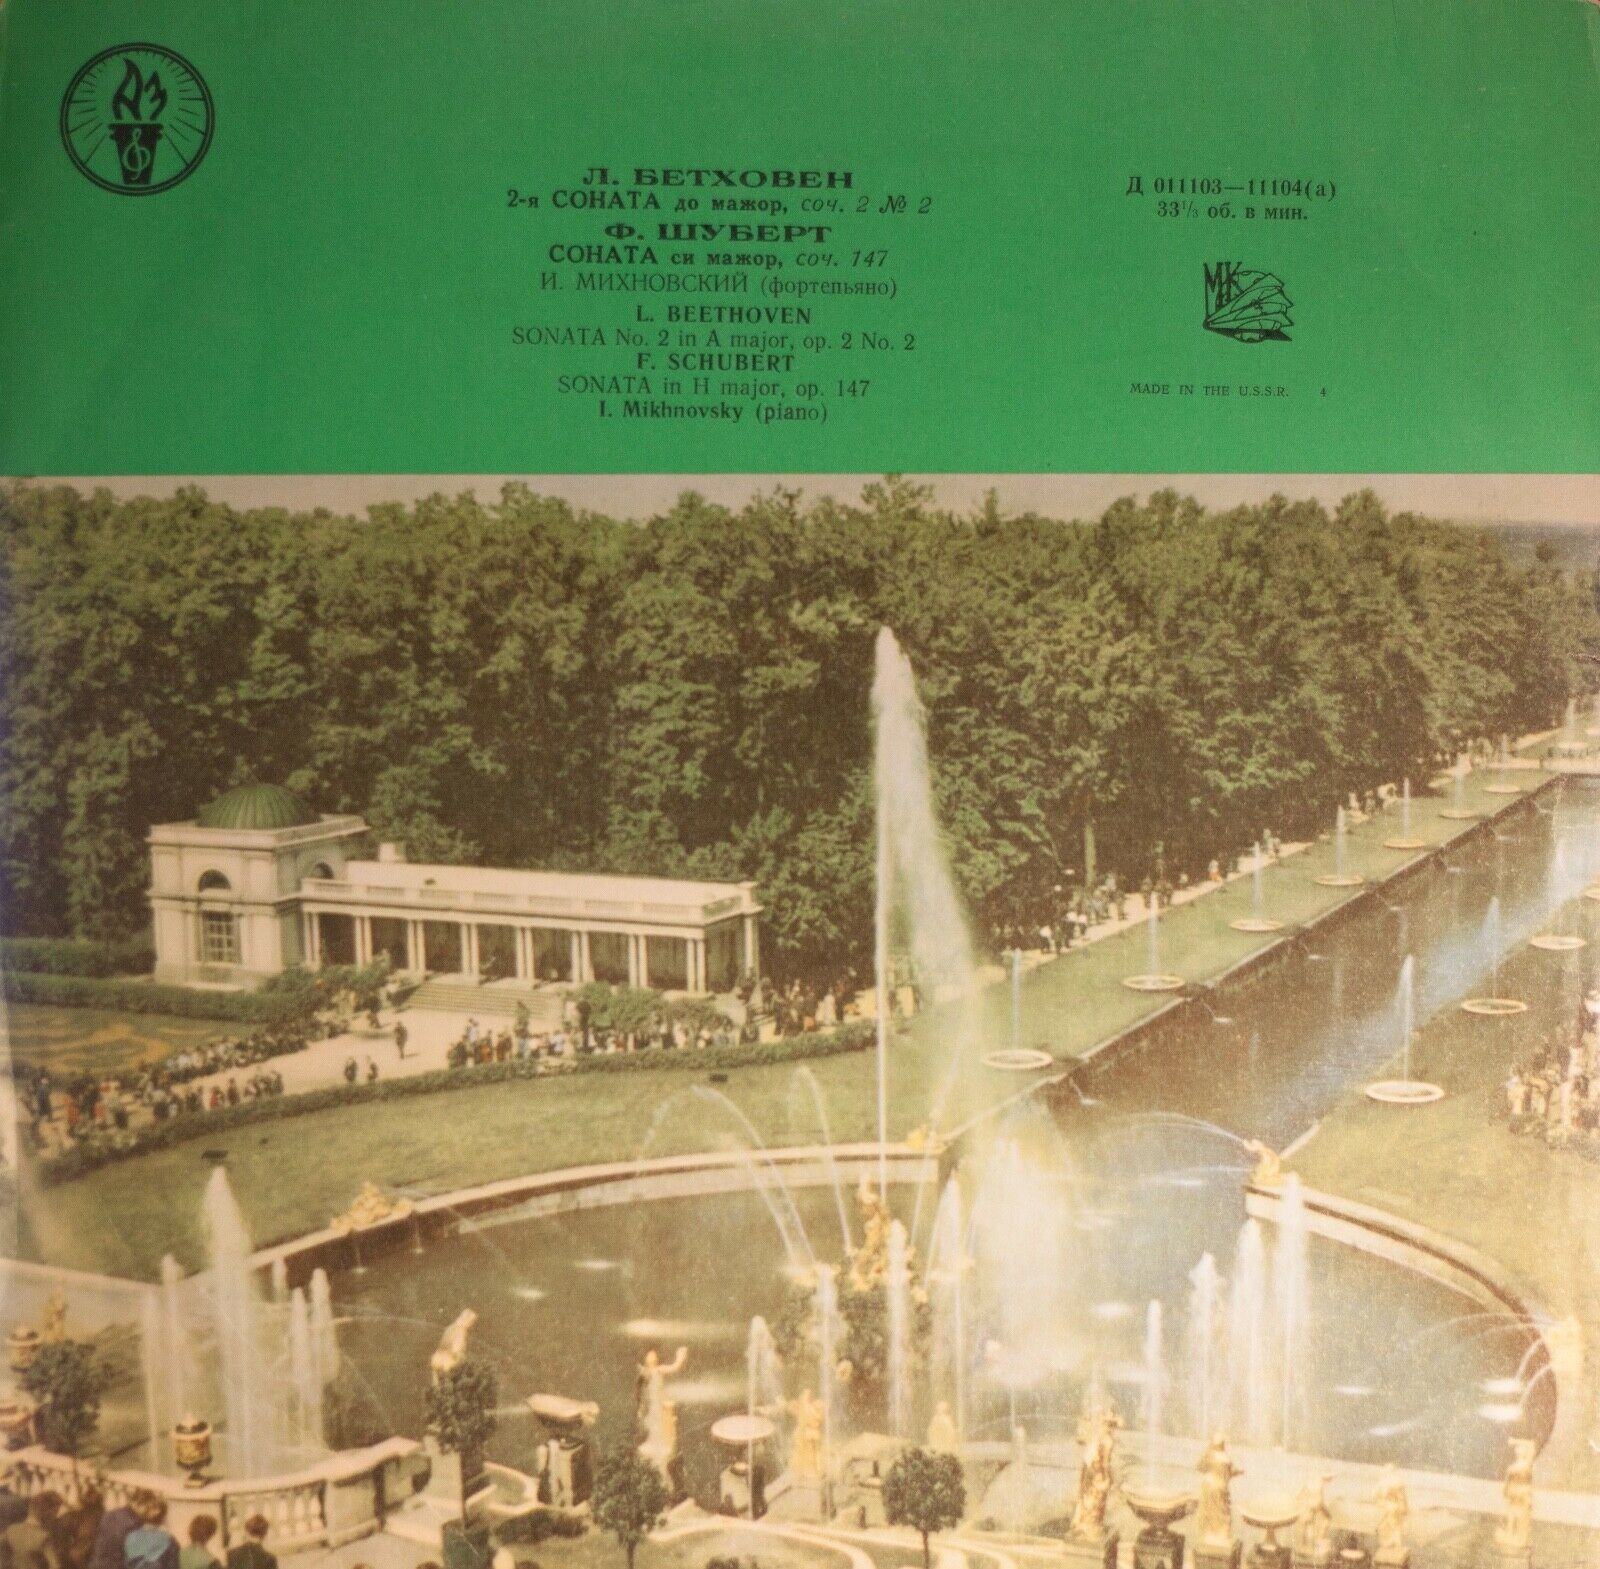 АЗ
Л. БЕТХОВЕН
2-я СОНАТА до мажор, соч. 2 № 2
Ф. ШУБЕРТ
СОНАТА си мажор, соч. 147
И. МИХНОВСКИЙ (фортепьяно)
L. BEETHOVEN
SONATA No. 2 in A major, op. 2 No. 2
F. SCHUBERT
SONATA in H major, op. 147
I. Mikhnovsky (piano)
Д 011103—11104(а)
33⅓ об. в мин.
МК
MADE IN THE U.S.S.R. 4